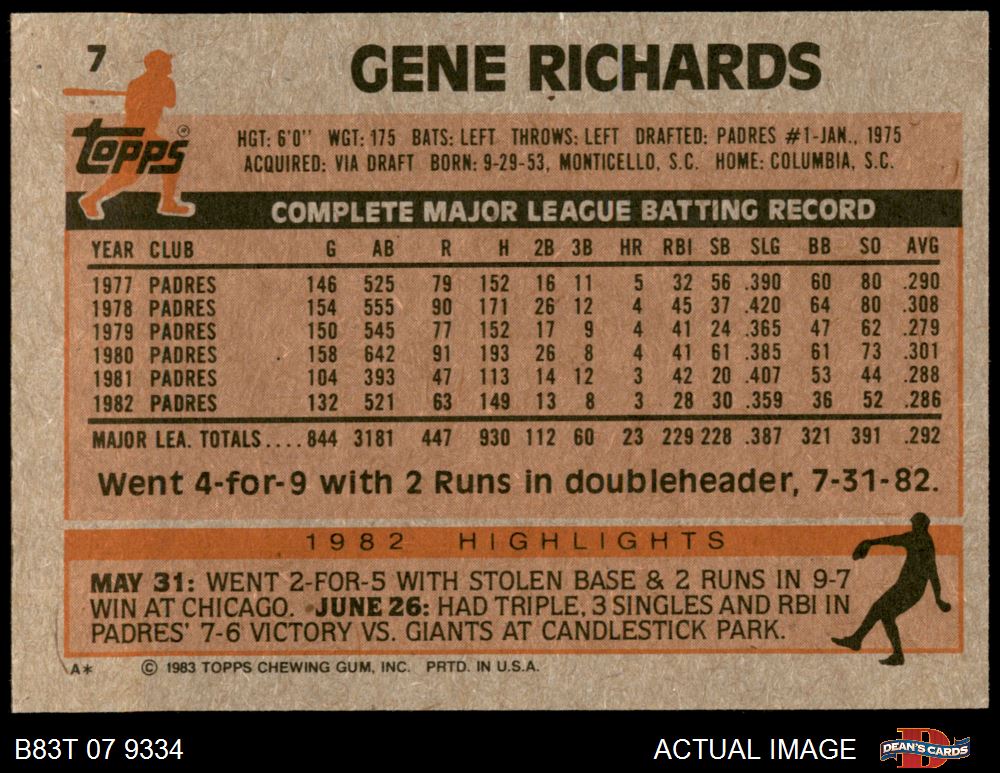 7
GENE RICHARDS
Topps ®
HGT: 6'0" WGT: 175 BATS: LEFT THROWS: LEFT DRAFTED: PADRES #1-JAN., 1975
ACQUIRED: VIA DRAFT BORN: 9-29-53, MONTICELLO, S.C. HOME: COLUMBIA, S.C.
COMPLETE MAJOR LEAGUE BATTING RECORD
YEAR CLUB G AB R H 2B 3B HR RBI SB SLG BB SO AVG
1977 PADRES 146 525 79 152 16 11 5 32 56 .390 60 80 .290
1978 PADRES 154 555 90 171 26 12 4 45 37 .420 64 80 .308
1979 PADRES 150 545 77 152 17 9 4 41 24 .365 47 62 .279
1980 PADRES 158 642 91 193 26 8 4 41 61 .385 61 73 .301
1981 PADRES 104 393 47 113 14 12 3 42 20 .407 53 44 .288
1982 PADRES 132 521 63 149 13 8 3 28 30 .359 36 52 .286
MAJOR LEA. TOTALS....844 3181 447 930 112 60 23 229 228 .387 321 391 .292
Went 4-for-9 with 2 Runs in doubleheader, 7-31-82.
1982 HIGHLIGHTS
MAY 31: WENT 2-FOR-5 WITH STOLEN BASE & 2 RUNS IN 9-7
WIN AT CHICAGO. •JUNE 26: HAD TRIPLE, 3 SINGLES AND RBI IN
PADRES' 7-6 VICTORY VS. GIANTS AT CANDLESTICK PARK.
A* © 1983 TOPPS CHEWING GUM, INC. PRTD. IN U.S.A.
B83T 07 9334 ACTUAL IMAGE DEAN'S CARDS